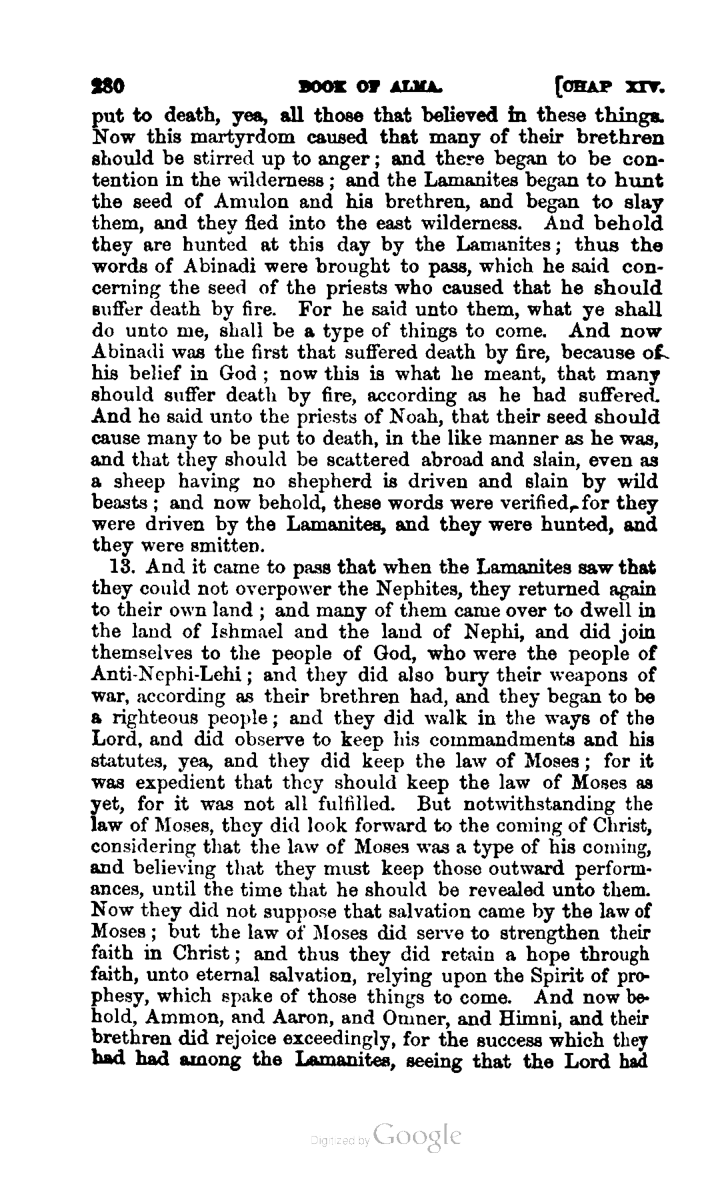 280 BOOK OF ALMA. [CHAP XIV.
put to death, yea, all those that believed in these things.
Now this martyrdom caused that many of their brethren
should be stirred up to anger; and there began to be con-
tention in the wilderness; and the Lamanites began to hunt
the seed of Amulon and his brethren, and began to slay
them, and they fled into the east wilderness. And behold
they are hunted at this day by the Lamanites; thus the
words of Abinadi were brought to pass, which he said con-
cerning the seed of the priests who caused that he should
suffer death by fire. For he said unto them, what ye shall
do unto me, shall be a type of things to come. And now
Abinadi was the first that suffered death by fire, because of
his belief in God; now this is what he meant, that many
should suffer death by fire, according as he had suffered.
And he said unto the priests of Noah, that their seed should
cause many to be put to death, in the like manner as he was,
and that they should be scattered abroad and slain, even as
a sheep having no shepherd is driven and slain by wild
beasts; and now behold, these words were verified, for they
were driven by the Lamanites, and they were hunted, and
they were smitten.
13. And it came to pass that when the Lamanites saw that
they could not overpower the Nephites, they returned again
to their own land; and many of them came over to dwell in
the land of Ishmael and the land of Nephi, and did join
themselves to the people of God, who were the people of
Anti-Nephi-Lehi; and they did also bury their weapons of
war, according as their brethren had, and they began to be
a righteous people; and they did walk in the ways of the
Lord, and did observe to keep his commandments and his
statutes, yea, and they did keep the law of Moses; for it
was expedient that they should keep the law of Moses as
yet, for it was not all fulfilled. But notwithstanding the
law of Moses, they did look forward to the coming of Christ,
considering that the law of Moses was a type of his coming,
and believing that they must keep those outward perform-
ances, until the time that he should be revealed unto them.
Now they did not suppose that salvation came by the law of
Moses; but the law of Moses did serve to strengthen their
faith in Christ; and thus they did retain a hope through
faith, unto eternal salvation, relying upon the Spirit of pro-
phesy, which spake of those things to come. And now be-
hold, Ammon, and Aaron, and Omner, and Himni, and their
brethren did rejoice exceedingly, for the success which they
had had among the Lamanites, seeing that the Lord had
Digitized by Google